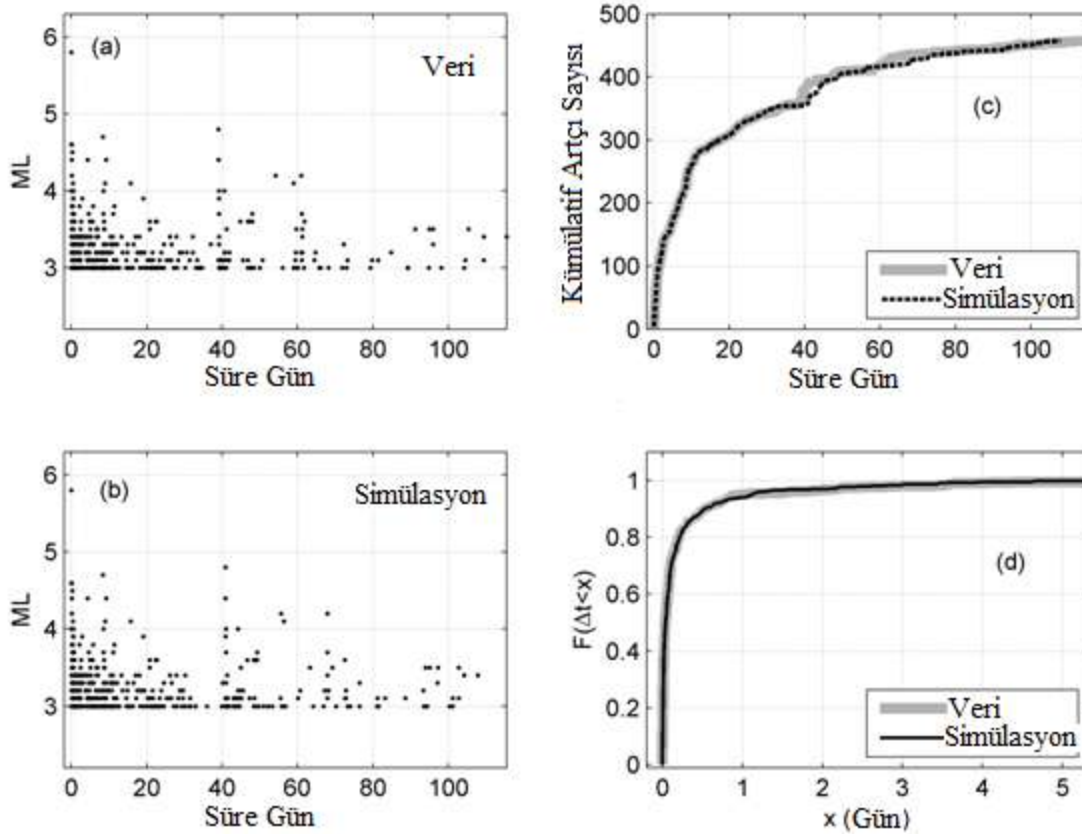 (a)
Veri
ML
6
5
4
3
0 20 40 60 80 100
Süre Gün
Kümülatif Artçı Sayısı
500
400
300
200
100
0
(c)
Veri
Simülasyon
0 20 40 60 80 100
Süre Gün
(b)
Simülasyon
ML
6
5
4
3
0 20 40 60 80 100
Süre Gün
F(Δt<x)
1
0.8
0.6
0.4
0.2
0
(d)
Veri
Simülasyon
0 1 2 3 4 5
x (Gün)